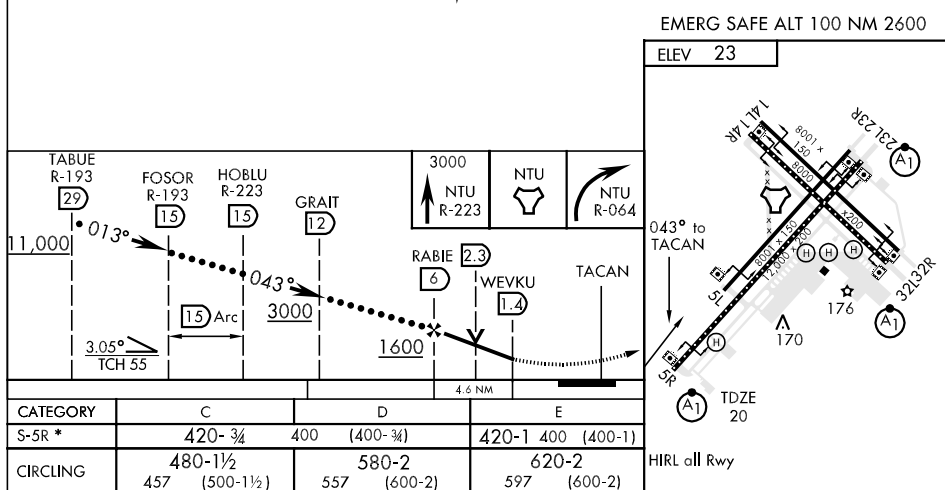 EMERG SAFE ALT 100 NM 2600
ELEV 23
TABUE
R-193
29
FOSOR
R-193
15
HOBLU
R-223
15
GRAIT
12
3000
NTU
R-223
NTU
NTU
R-064
11,000
013°
043°
3000
15 Arc
3.05°
TCH 55
RABIE
6
2.3
WEVKU
1.4
TACAN
1600
4.6 NM
043° to
TACAN
14L
14R
23L
23R
A1
8001 x
150
8000
x200
8001 x 150
12,000 x 200
H
H
H
H
5L
5R
32L
32R
176
170
A1
A1
TDZE
20
HIRL all Rwy
CATEGORY C D E
S-5R * 420-¾ 400 (400-¾) 420-1 400 (400-1)
CIRCLING 480-1½ 580-2 620-2
457 (500-1½) 557 (600-2) 597 (600-2)